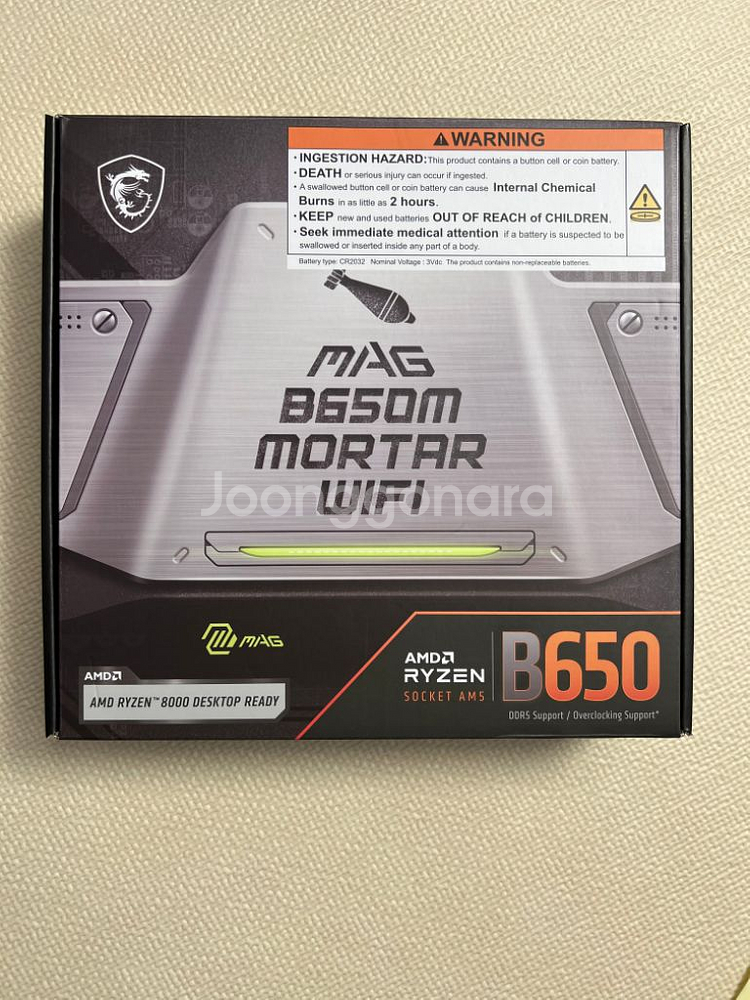 ⚠WARNING
• INGESTION HAZARD: This product contains a button cell or coin battery.
• DEATH or serious injury can occur if ingested.
• A swallowed button cell or coin battery can cause Internal Chemical
Burns in as little as 2 hours.
• KEEP new and used batteries OUT OF REACH of CHILDREN.
• Seek immediate medical attention if a battery is suspected to be
swallowed or inserted inside any part of a body.
Battery type: CR2032 Nominal Voltage : 3Vdc The product contains non-replaceable batteries.
MAG
B650M
MORTAR
WIFI
Joonggonara
MAG
AMD
AMD RYZEN™ 8000 DESKTOP READY
AMD
RYZEN
SOCKET AM5
B650
DDR5 Support / Overclocking Support*